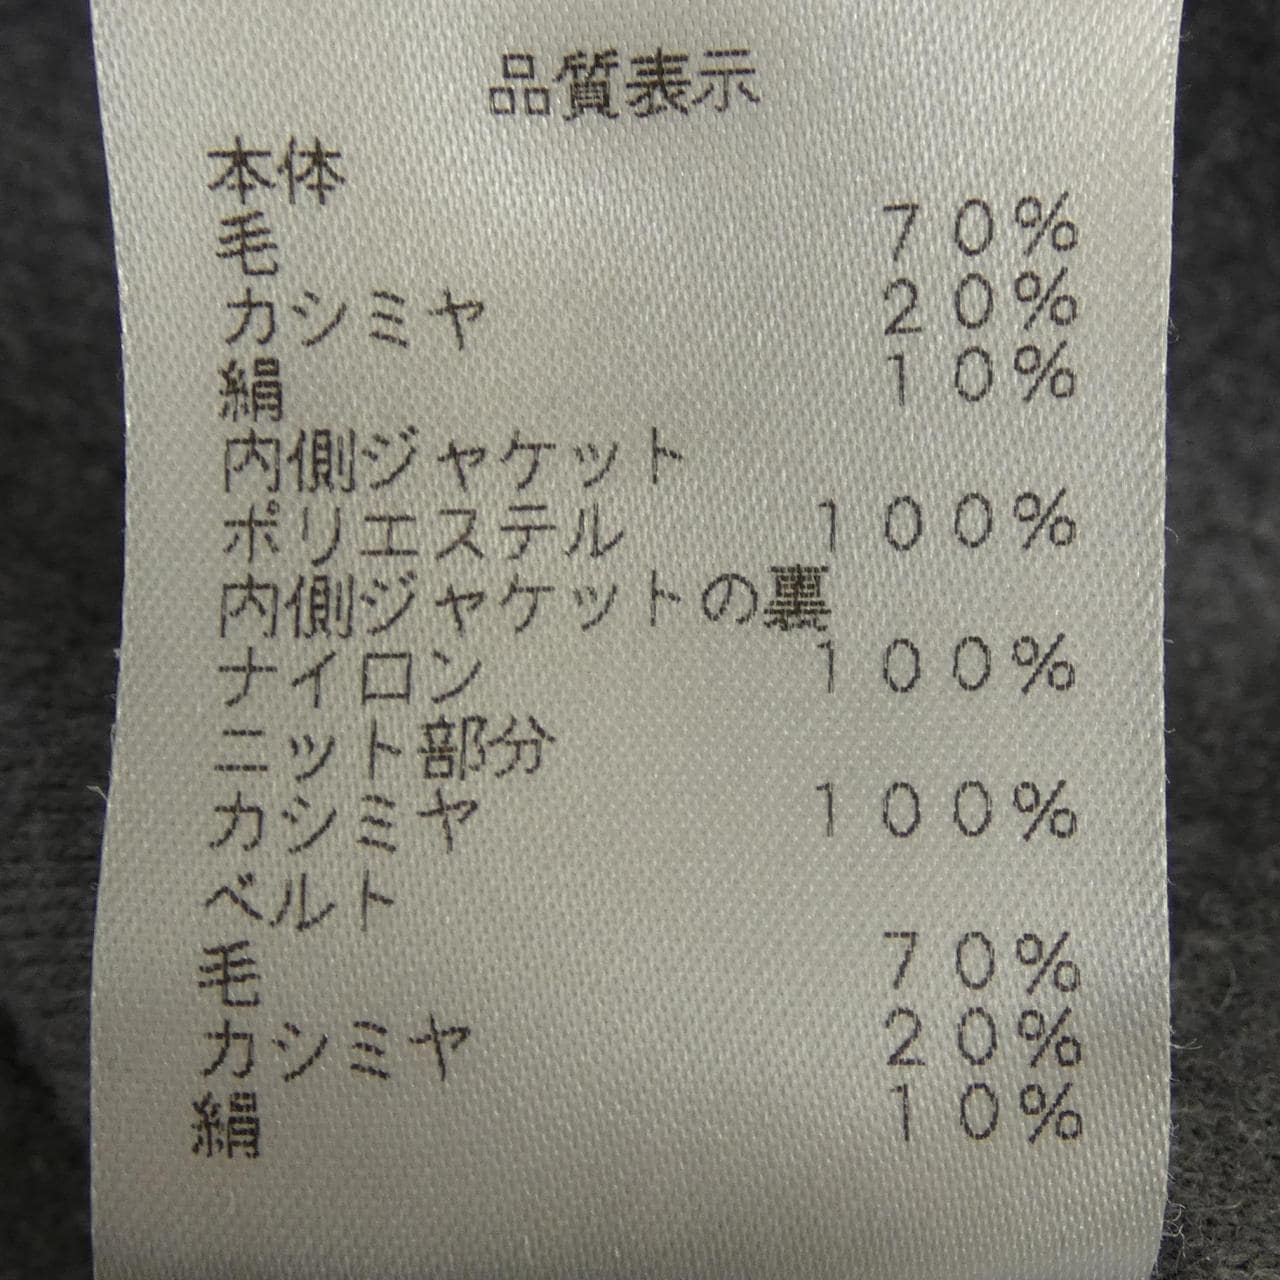 品質表示
本体
毛 70%
カシミヤ 20%
絹 10%
内側ジャケット
ポリエステル 100%
内側ジャケットの裏
ナイロン 100%
ニット部分
カシミヤ 100%
ベルト
毛 70%
カシミヤ 20%
絹 10%